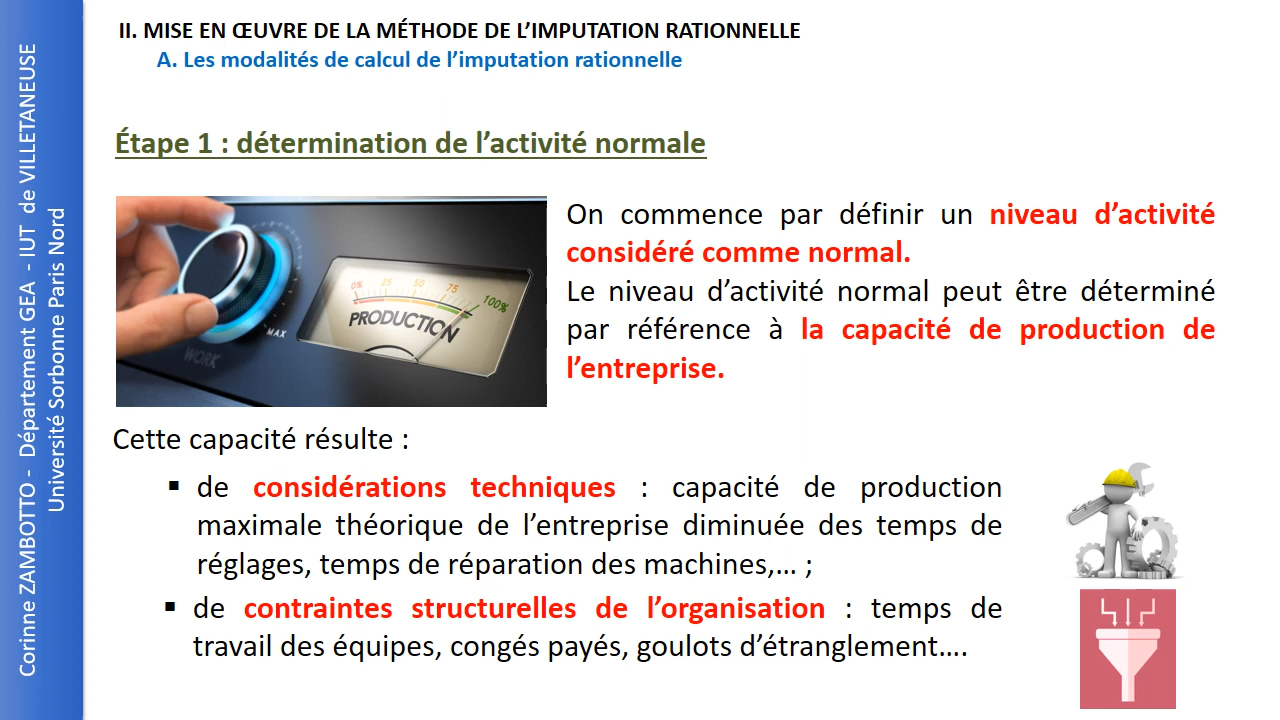 II. MISE EN ŒUVRE DE LA MÉTHODE DE L’IMPUTATION RATIONNELLE
A. Les modalités de calcul de l’imputation rationnelle
Étape 1 : détermination de l’activité normale
0% 25 50 75 100%
PRODUCTION
MAX
WORK
On commence par définir un niveau d’activité
considéré comme normal.
Le niveau d’activité normal peut être déterminé
par référence à la capacité de production de
l’entreprise.
Cette capacité résulte :
▪ de considérations techniques : capacité de production
maximale théorique de l’entreprise diminuée des temps de
réglages, temps de réparation des machines,… ;
▪ de contraintes structurelles de l’organisation : temps de
travail des équipes, congés payés, goulots d’étranglement….
Corinne ZAMBOTTO - Département GEA - IUT de VILLETANEUSE
Université Sorbonne Paris Nord